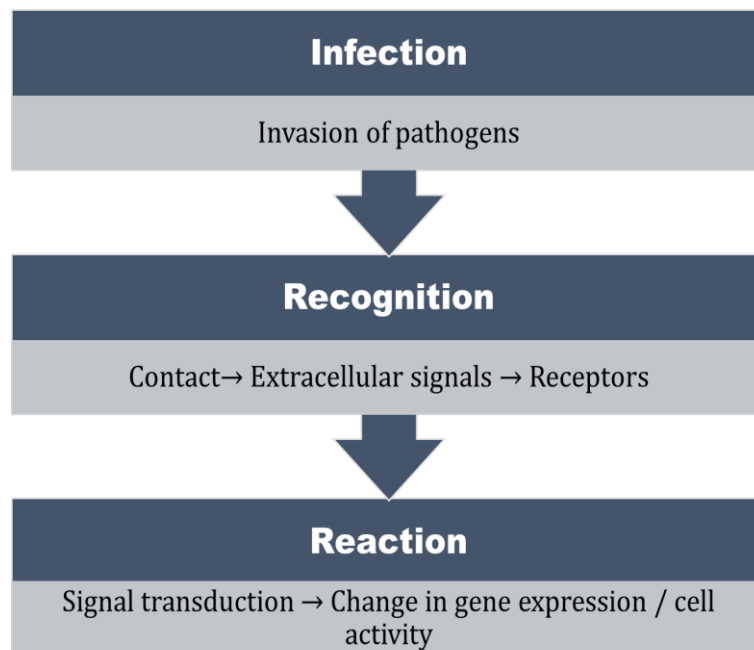 Infection
Invasion of pathogens
Recognition
Contact→ Extracellular signals → Receptors
Reaction
Signal transduction → Change in gene expression / cell
activity